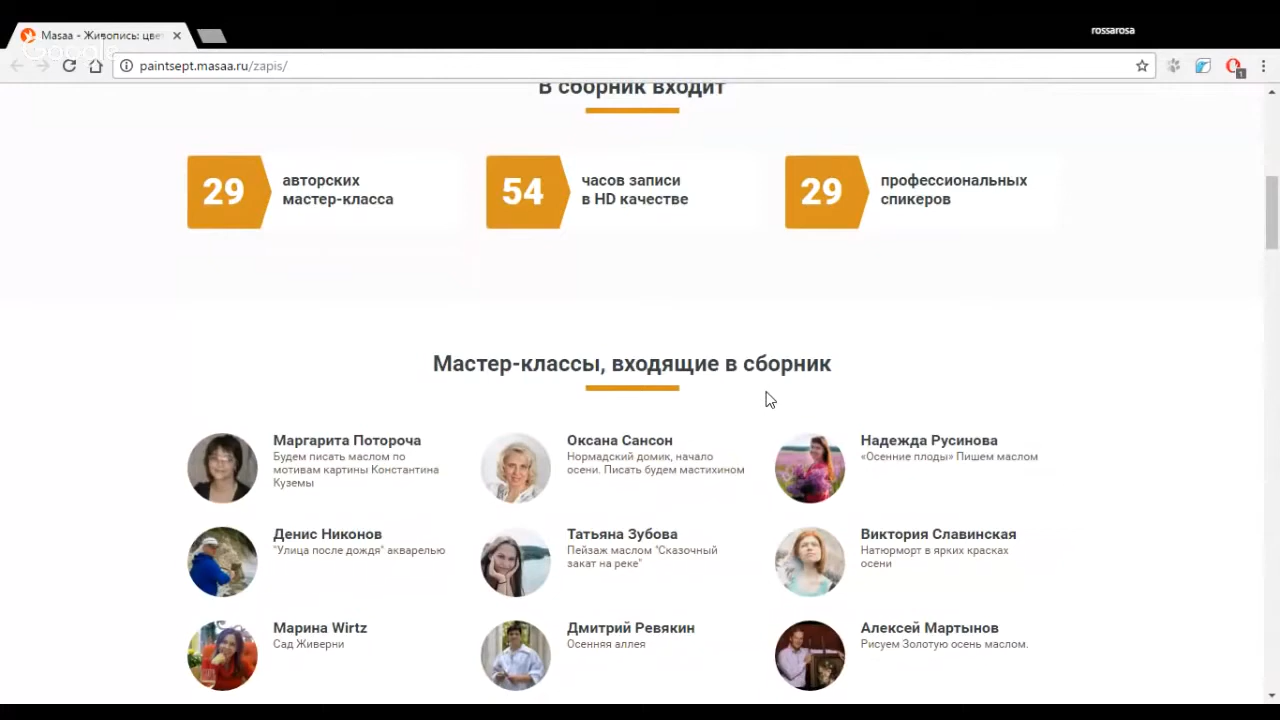 Masaa - Живопись: цве
rossarosa
Google
paintsept.masaa.ru/zapis/
1
В сборник входит
29
авторских
мастер-класса
54
часов записи
в HD качестве
29
профессиональных
спикеров
Мастер-классы, входящие в сборник
Маргарита Потороча
Будем писать маслом по
мотивам картины Константина
Куземы
Оксана Сансон
Нормадский домик, начало
осени. Писать будем мастихином
Надежда Русинова
«Осенние плоды» Пишем маслом
Денис Никонов
"Улица после дождя" акварелью
Татьяна Зубова
Пейзаж маслом "Сказочный
закат на реке"
Виктория Славинская
Натюрморт в ярких красках
осени
Марина Wirtz
Сад Живерни
Дмитрий Ревякин
Осенняя аллея
Алексей Мартынов
Рисуем Золотую осень маслом.